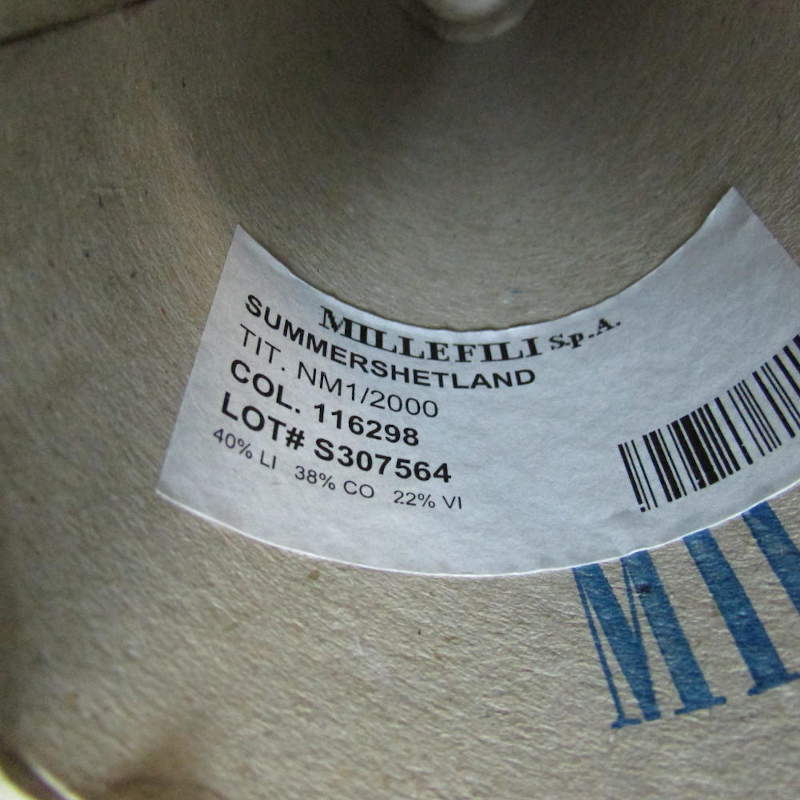 MILLEFILI S.p.A.
SUMMERSHETLAND
TIT. NM1/2000
COL. 116298
LOT# S307564
40% LI 38% CO 22% VI
MI